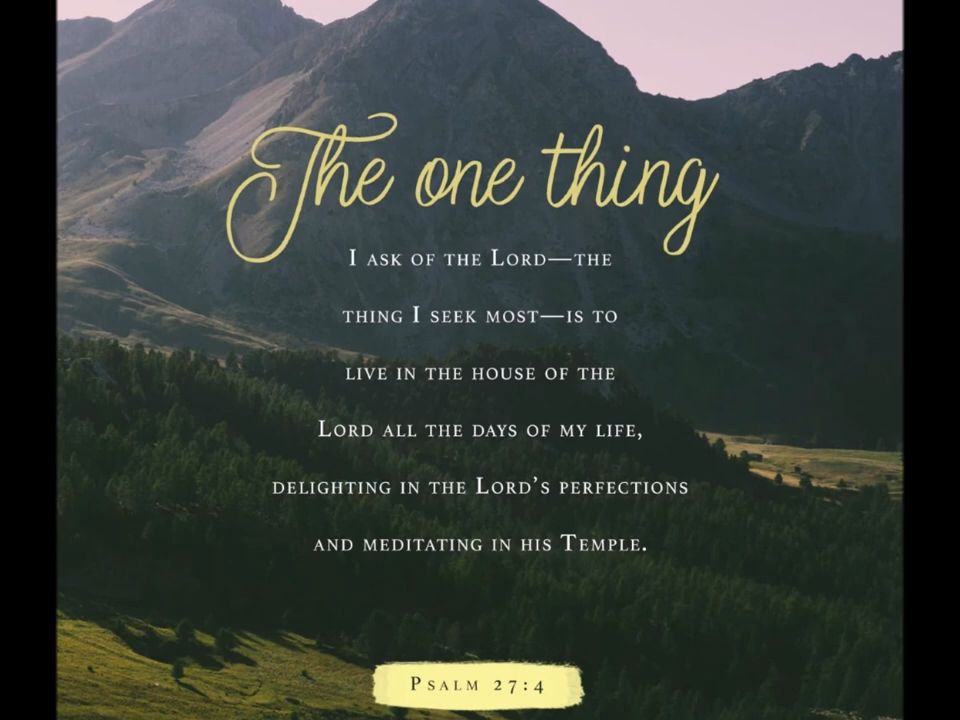 The one thing
I ask of the Lord—the
thing I seek most—is to
live in the house of the
Lord all the days of my life,
delighting in the Lord’s perfections
and meditating in his Temple.
Psalm 27:4